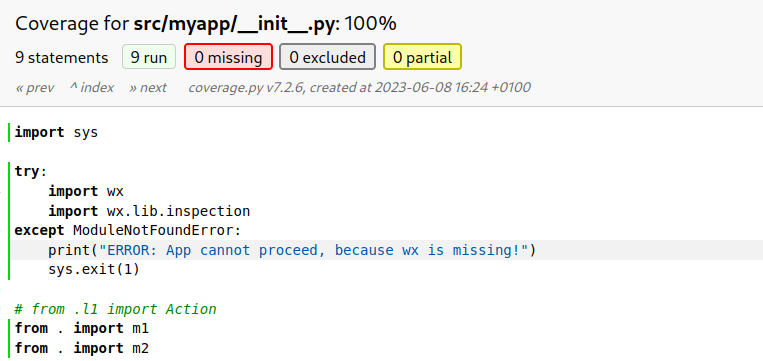 Coverage for src/myapp/__init__.py: 100%
9 statements 9 run 0 missing 0 excluded 0 partial
« prev ^ index » next coverage.py v7.2.6, created at 2023-06-08 16:24 +0100
import sys
try:
    import wx
    import wx.lib.inspection
except ModuleNotFoundError:
    print("ERROR: App cannot proceed, because wx is missing!")
    sys.exit(1)
# from .l1 import Action
from . import m1
from . import m2